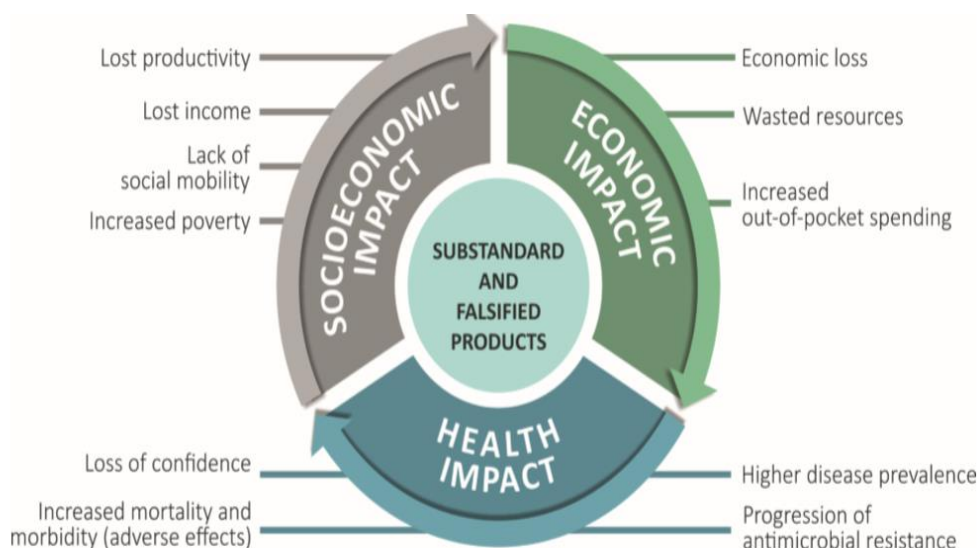 Lost productivity
Lost income
Lack of
social mobility
Increased poverty
SOCIOECONOMIC
IMPACT
ECONOMIC
IMPACT
Economic loss
Wasted resources
Increased
out-of-pocket spending
SUBSTANDARD
AND
FALSIFIED
PRODUCTS
HEALTH
IMPACT
Loss of confidence
Increased mortality and
morbidity (adverse effects)
Higher disease prevalence
Progression of
antimicrobial resistance